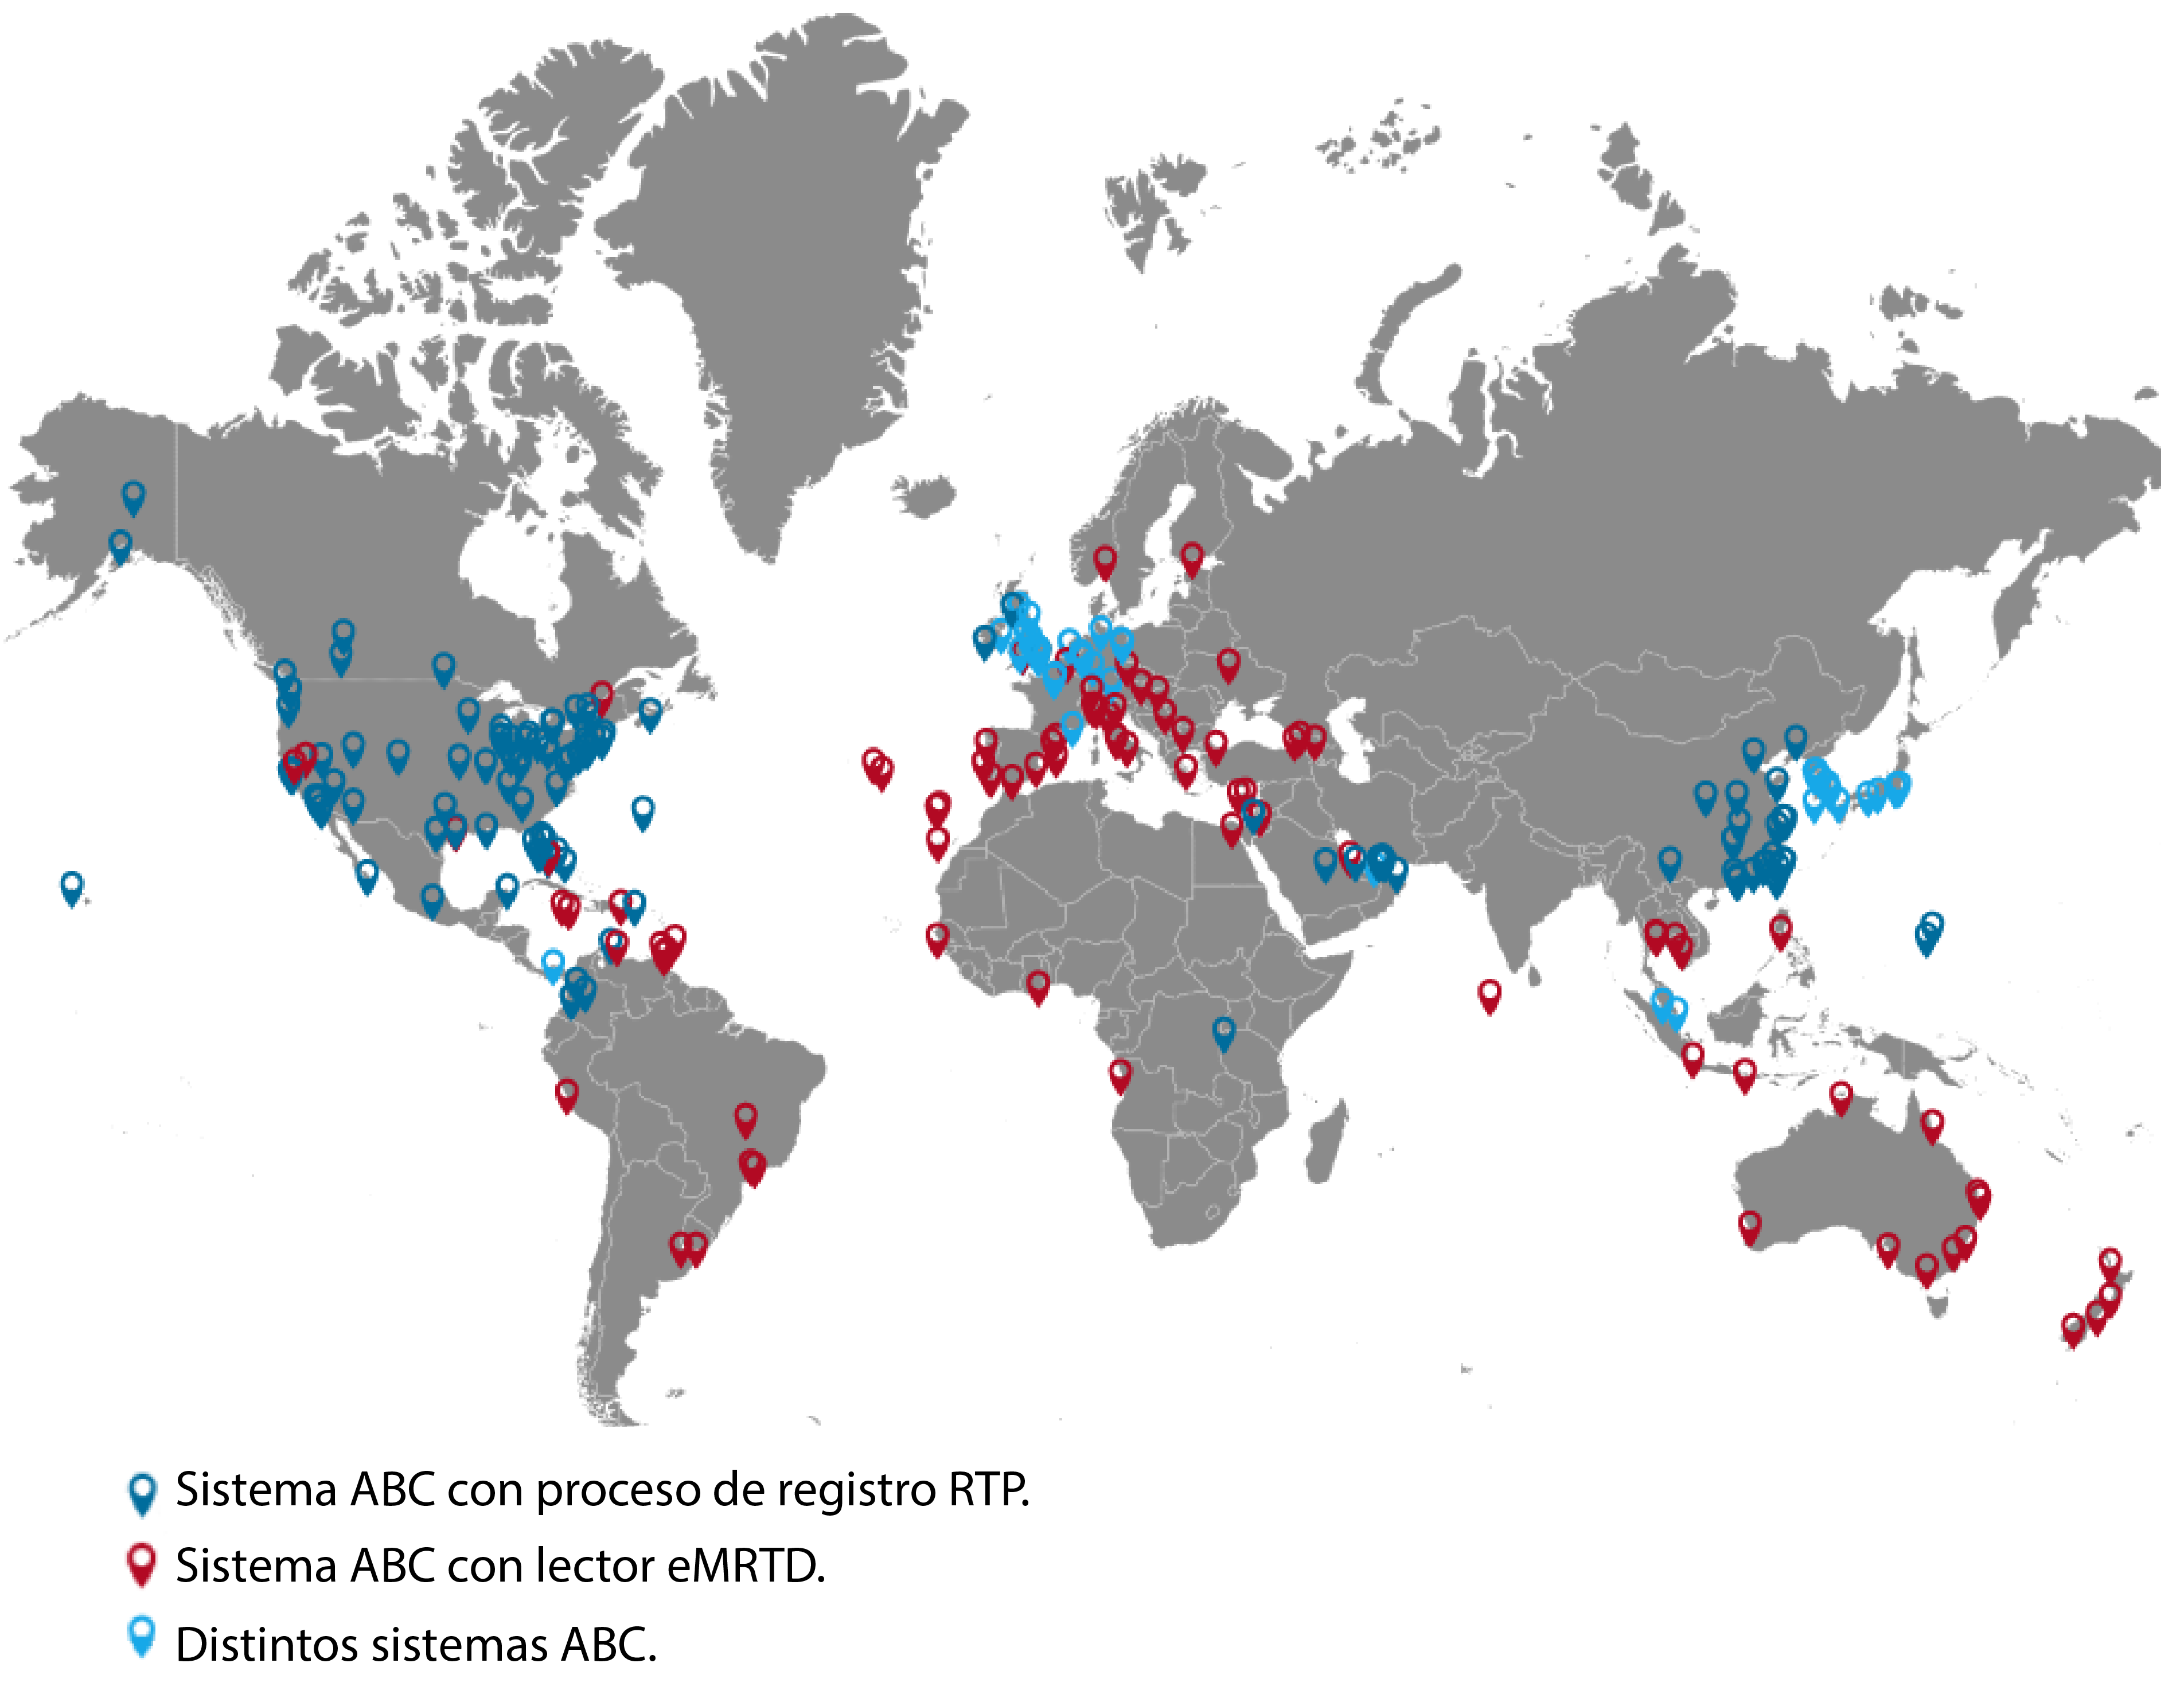 Sistema ABC con proceso de registro RTP.
Sistema ABC con lector eMRTD.
Distintos sistemas ABC.